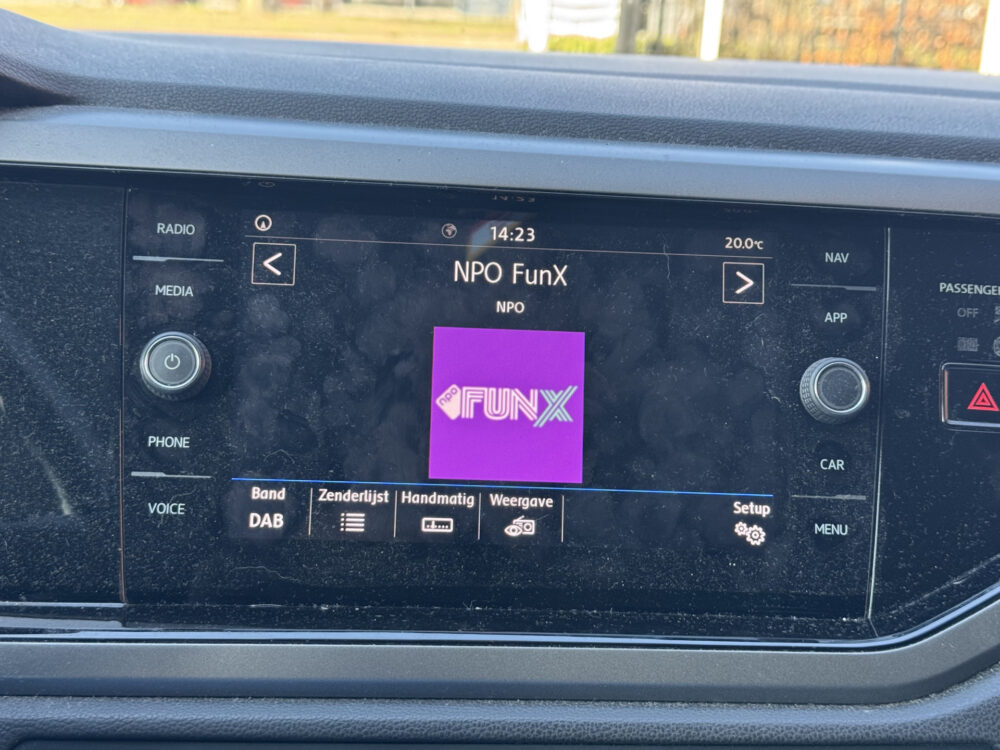 RADIO
MEDIA
PHONE
VOICE
14:23
20.0°C
<
NPO FunX
>
NPO
npo FUNX
Band
DAB
Zenderlijst
Handmatig
Weergave
Setup
NAV
APP
CAR
MENU
OFF